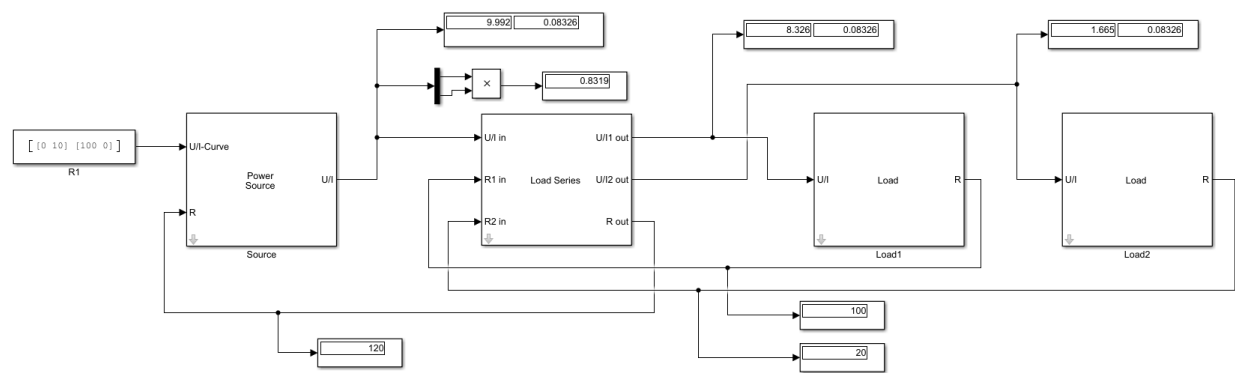 9.992 0.08326
8.326 0.08326
1.665 0.08326
×
0.8319
[ [0 10] [100 0] ]
R1
U/I-Curve
R
Power
Source
U/I
Source
U/I in
R1 in
R2 in
Load Series
U/I1 out
U/I2 out
R out
U/I
Load
R
Load1
U/I
Load
R
Load2
100
20
120